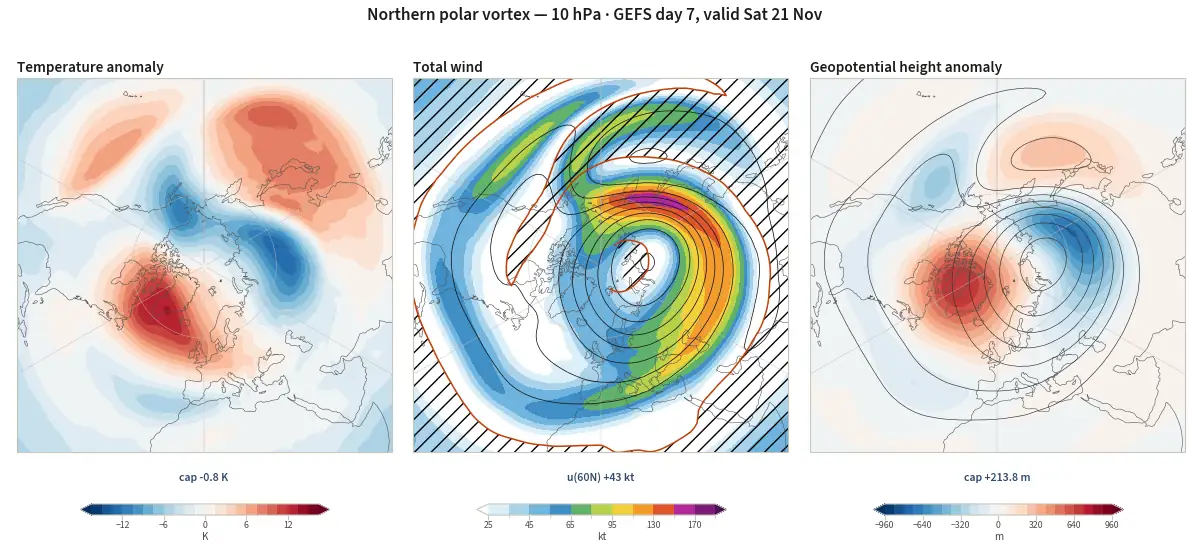 Northern polar vortex — 10 hPa · GEFS day 7, valid Sat 21 Nov
Temperature anomaly
Total wind
Geopotential height anomaly
cap -0.8 K
u(60N) +43 kt
cap +213.8 m
−12 −6 0 6 12
K
25 45 65 95 130 170
kt
−960 −640 −320 0 320 640 960
m